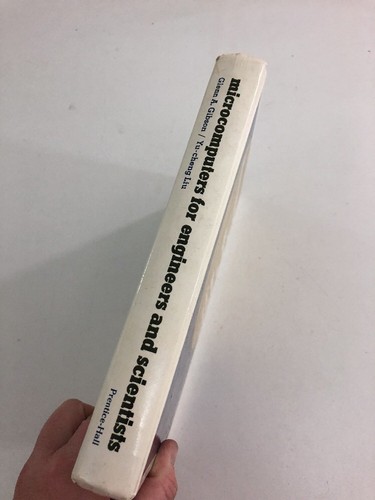 microcomputers for engineers and scientists
Glenn A. Gibson / Yu-cheng Liu
Prentice-Hall